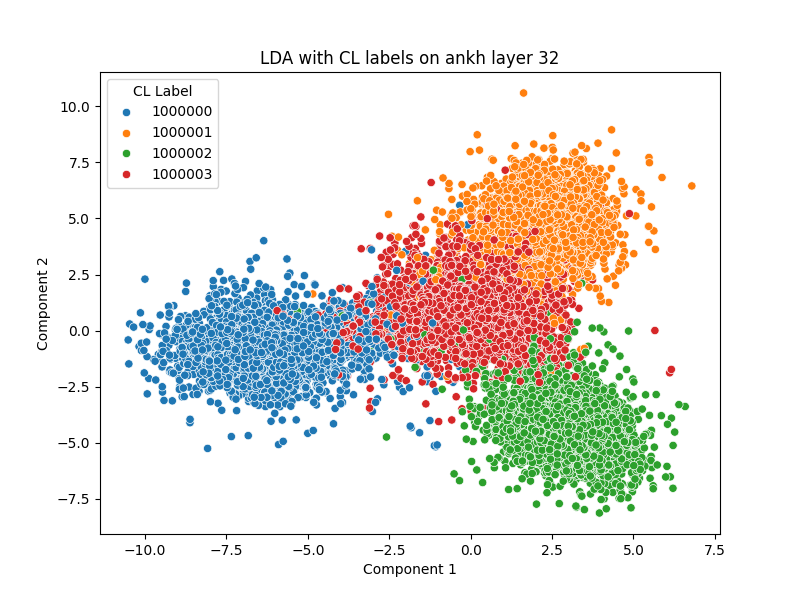 LDA with CL labels on ankh layer 32
CL Label
1000000
1000001
1000002
1000003
Component 2
10.0
7.5
5.0
2.5
0.0
−2.5
−5.0
−7.5
−10.0 −7.5 −5.0 −2.5 0.0 2.5 5.0 7.5
Component 1